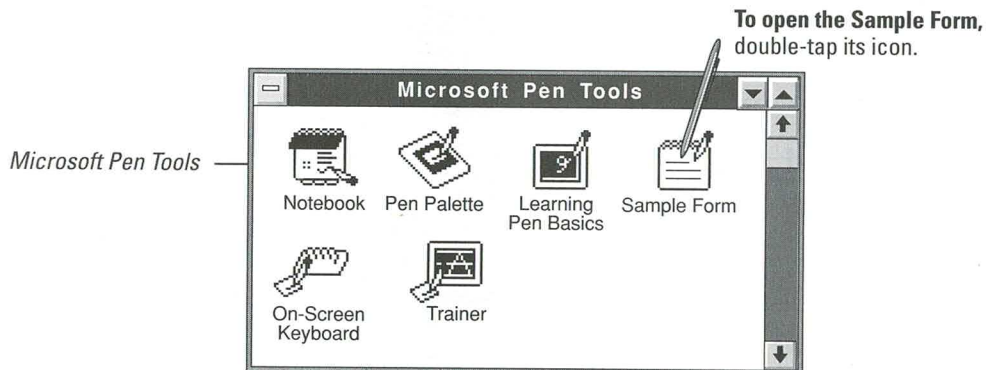 To open the Sample Form,
double-tap its icon.
Microsoft Pen Tools
Microsoft Pen Tools
Notebook
Pen Palette
Learning
Pen Basics
Sample Form
On-Screen
Keyboard
Trainer